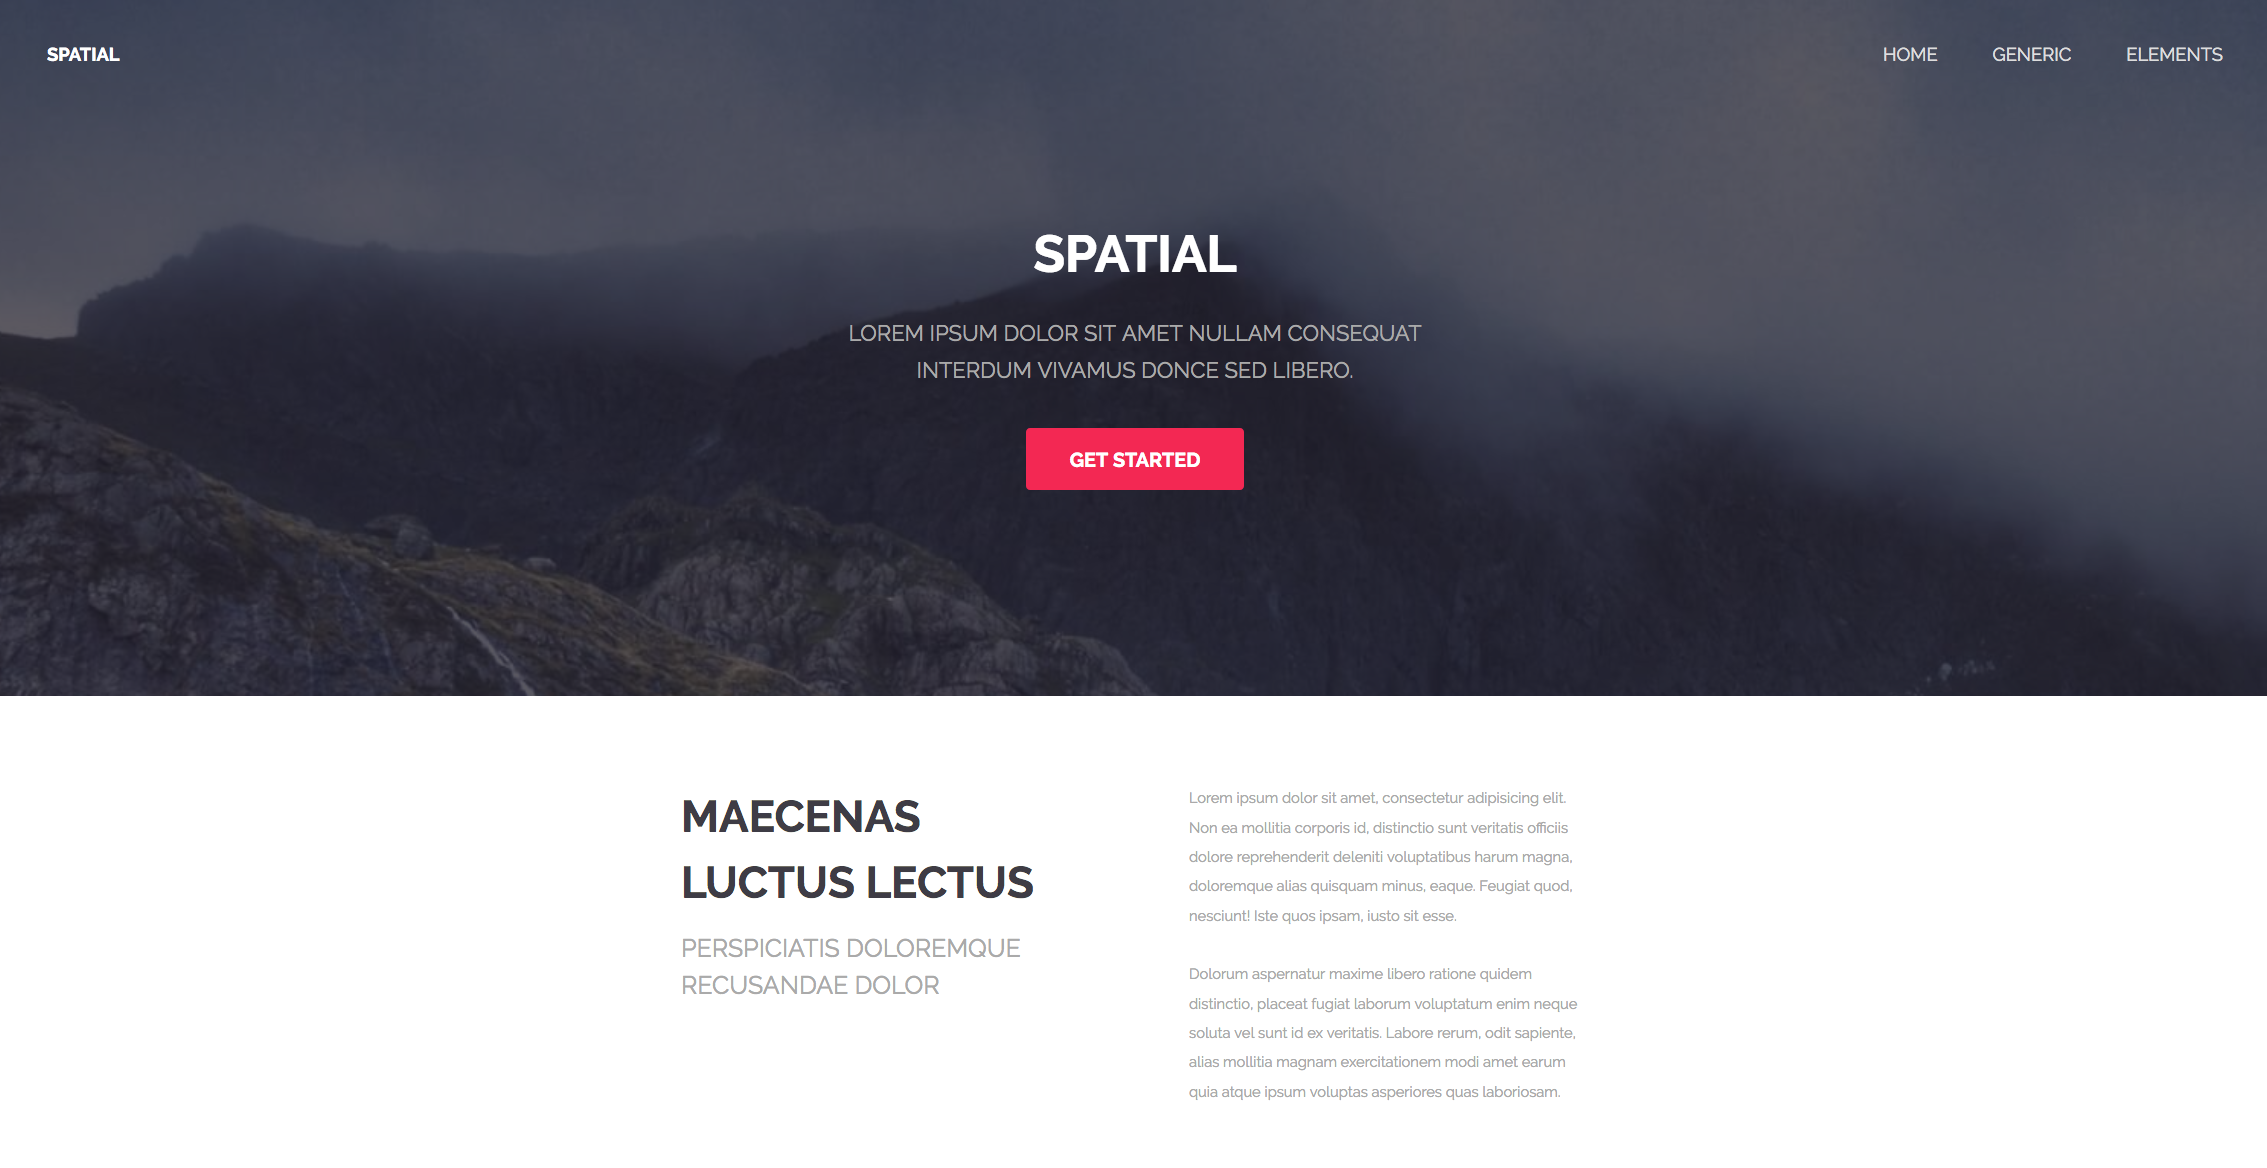 SPATIAL
HOME GENERIC ELEMENTS
SPATIAL
LOREM IPSUM DOLOR SIT AMET NULLAM CONSEQUAT
INTERDUM VIVAMUS DONCE SED LIBERO.
GET STARTED
MAECENAS
LUCTUS LECTUS
PERSPICIATIS DOLOREMQUE
RECUSANDAE DOLOR
Lorem ipsum dolor sit amet, consectetur adipisicing elit.
Non ea mollitia corporis id, distinctio sunt veritatis officiis
dolore reprehenderit deleniti voluptatibus harum magna,
doloremque alias quisquam minus, eaque. Feugiat quod,
nesciunt! Iste quos ipsam, iusto sit esse.
Dolorum aspernatur maxime libero ratione quidem
distinctio, placeat fugiat laborum voluptatum enim neque
soluta vel sunt id ex veritatis. Labore rerum, odit sapiente,
alias mollitia magnam exercitationem modi amet earum
quia atque ipsum voluptas asperiores quas laboriosam.